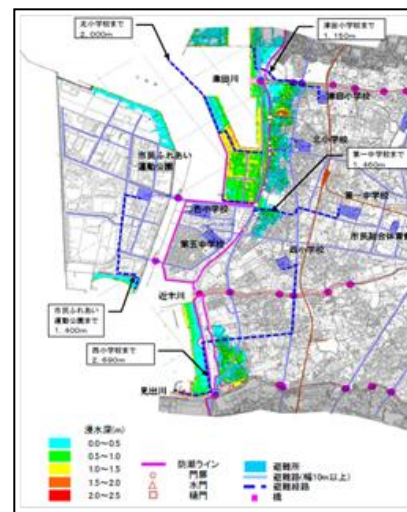 北小学校まで
2,000m
津田小学校まで
1,150m
津田川
津田小学校
北小学校
第一中学校まで
1,460m
市民ふれあい
運動公園
第一中学校
西小学校
第五中学校
市民総合体育館
西小学校
近木川
市民ふれあい
運動公園まで
1,400m
西小学校まで
2,690m
見出川
浸水深(m)
0.0～0.5
0.5～1.0
1.0～1.5
1.5～2.0
2.0～2.5
防潮ライン
門扉
水門
樋門
避難所
避難路(幅10m以上)
避難経路
橋